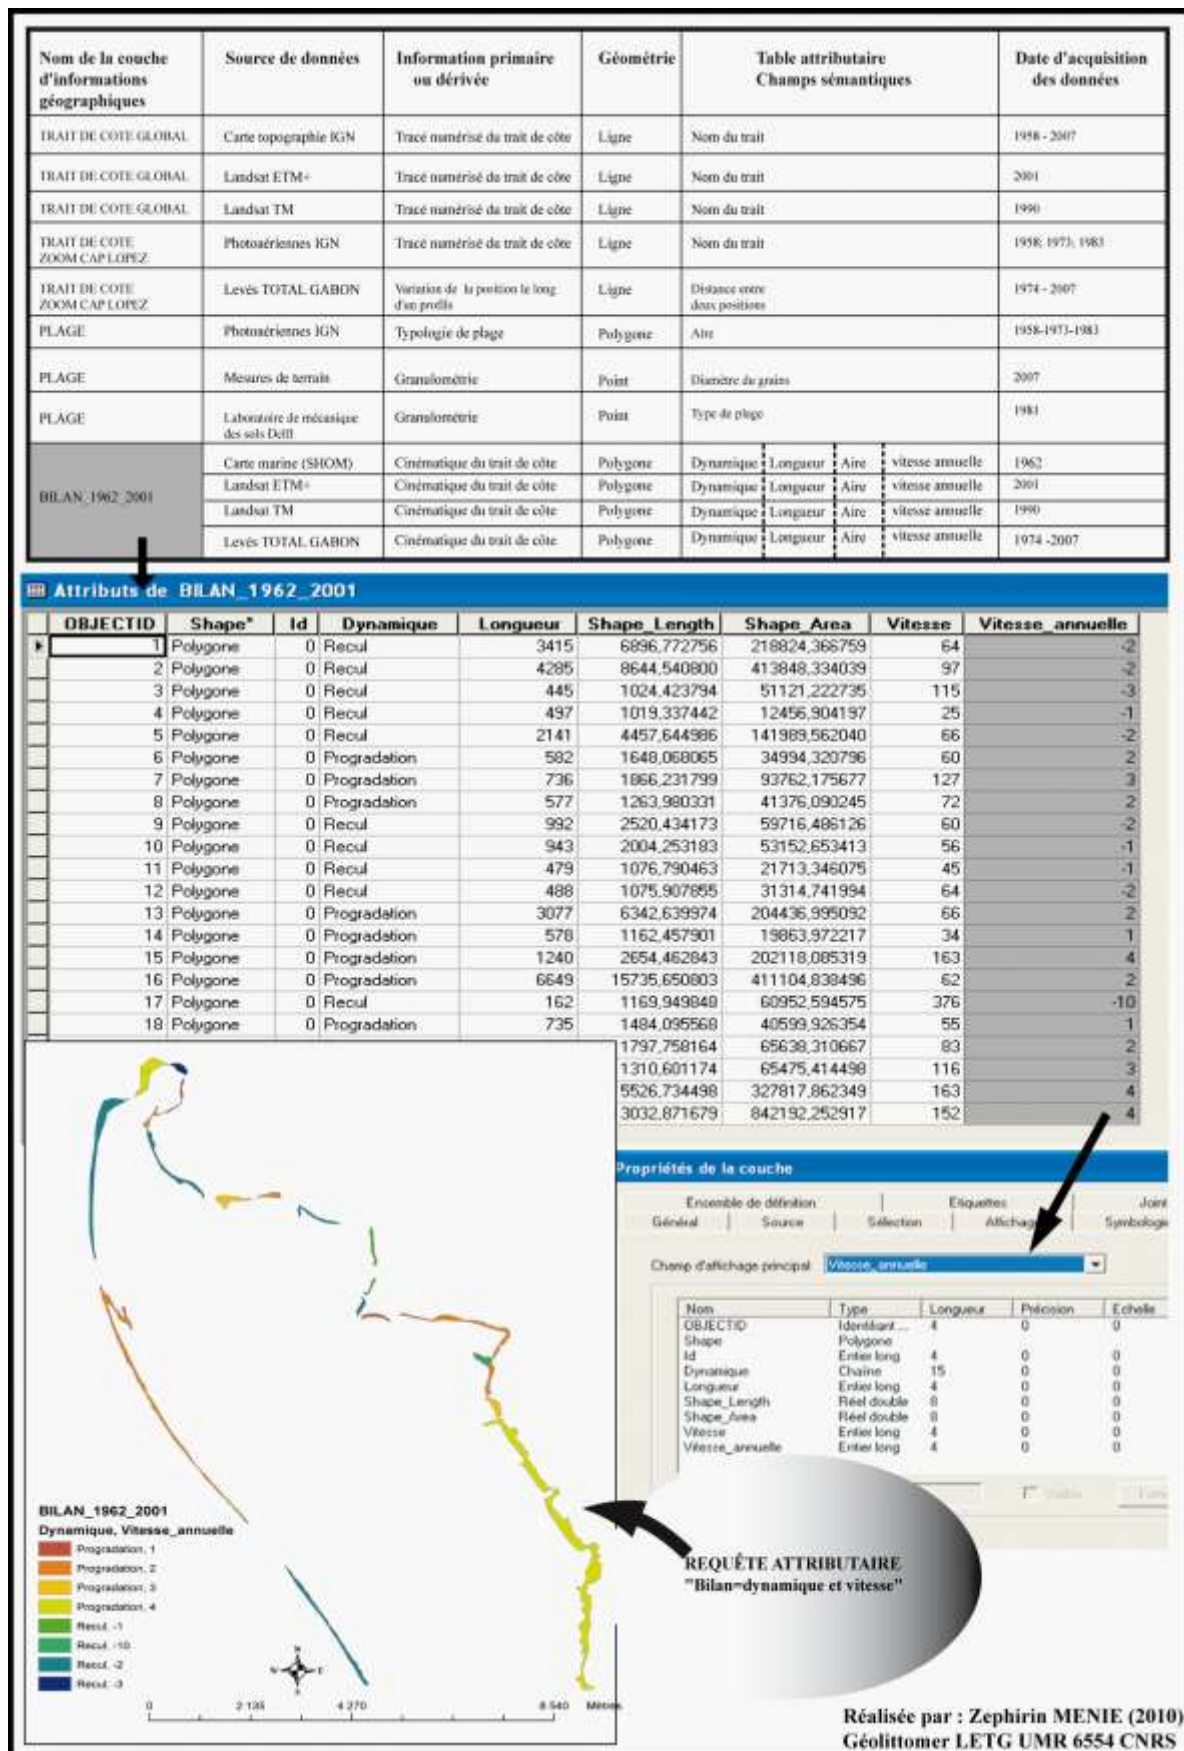 Nom de la couche d'informations géographiques | Source de données | Information primaire ou dérivée | Géométrie | Table attributaire Champs sémantiques | Date d'acquisition des données
TRAIT DE COTE GLOBAL | Carte topographie IGN | Tracé numérisé du trait de côte | Ligne | Nom du trait | 1958 - 2007
TRAIT DE COTE GLOBAL | Landsat ETM+ | Tracé numérisé du trait de côte | Ligne | Nom du trait | 2001
TRAIT DE COTE GLOBAL | Landsat TM | Tracé numérisé du trait de côte | Ligne | Nom du trait | 1990
TRAIT DE COTE ZOOM CAP LOPEZ | Photoaériennes IGN | Tracé numérisé du trait de côte | Ligne | Nom du trait | 1958; 1973; 1983
TRAIT DE COTE ZOOM CAP LOPEZ | Levés TOTAL GABON | Variation de la position le long d'un profils | Ligne | Distance entre deux positions | 1974 - 2007
PLAGE | Photoaériennes IGN | Typologie de plage | Polygone | Aire | 1958-1973-1983
PLAGE | Mesures de terrain | Granulométrie | Point | Diamètre du grains | 2007
PLAGE | Laboratoire de mécanique des sols Delft | Granulométrie | Point | Type de plage | 1981
BILAN_1962_2001 | Carte marine (SHOM) | Cinématique du trait de côte | Polygone | Dynamique | Longueur | Aire | vitesse annuelle | 1962
Landsat ETM+ | Cinématique du trait de côte | Polygone | Dynamique | Longueur | Aire | vitesse annuelle | 2001
Landsat TM | Cinématique du trait de côte | Polygone | Dynamique | Longueur | Aire | vitesse annuelle | 1990
Levés TOTAL GABON | Cinématique du trait de côte | Polygone | Dynamique | Longueur | Aire | vitesse annuelle | 1974 -2007
Attributs de BILAN_1962_2001
OBJECTID | Shape* | Id | Dynamique | Longueur | Shape_Length | Shape_Area | Vitesse | Vitesse_annuelle
1 | Polygone | 0 | Recul | 3415 | 6896,772756 | 218824,366759 | 64 | -2
2 | Polygone | 0 | Recul | 4285 | 8644,540800 | 413848,334039 | 97 | -2
3 | Polygone | 0 | Recul | 445 | 1024,423794 | 51121,222735 | 115 | -3
4 | Polygone | 0 | Recul | 497 | 1019,337442 | 12456,904197 | 25 | -1
5 | Polygone | 0 | Recul | 2141 | 4457,644986 | 141989,562040 | 66 | -2
6 | Polygone | 0 | Progradation | 582 | 1648,068065 | 34994,320796 | 60 | 2
7 | Polygone | 0 | Progradation | 736 | 1866,231799 | 93762,175677 | 127 | 3
8 | Polygone | 0 | Progradation | 577 | 1263,980331 | 41376,090245 | 72 | 2
9 | Polygone | 0 | Recul | 992 | 2520,434173 | 59716,486126 | 60 | -2
10 | Polygone | 0 | Recul | 943 | 2004,253183 | 53152,653413 | 56 | -1
11 | Polygone | 0 | Recul | 479 | 1076,790463 | 21713,346075 | 45 | -1
12 | Polygone | 0 | Recul | 488 | 1075,907855 | 31314,741994 | 64 | -2
13 | Polygone | 0 | Progradation | 3077 | 6342,639974 | 204436,995092 | 66 | 2
14 | Polygone | 0 | Progradation | 578 | 1162,457901 | 19863,972217 | 34 | 1
15 | Polygone | 0 | Progradation | 1240 | 2654,462843 | 202118,085319 | 163 | 4
16 | Polygone | 0 | Progradation | 6649 | 15735,650803 | 411104,838496 | 62 | 2
17 | Polygone | 0 | Recul | 162 | 1169,949848 | 60952,594575 | 376 | -10
18 | Polygone | 0 | Progradation | 735 | 1484,095568 | 40599,926354 | 55 | 1
1797,758164 | 65638,310667 | 83 | 2
1310,601174 | 65475,414498 | 116 | 3
5526,734498 | 327817,862349 | 163 | 4
3032,871679 | 842192,252917 | 152 | 4
Propriétés de la couche
Ensemble de définition | Etiquettes | Joint
Général | Source | Sélection | Affichage | Symbologie
Champ d'affichage principal | Vitesse_annuelle
Nom | Type | Longueur | Précision | Echelle
OBJECTID | Identifiant ... | 4 | 0 | 0
Shape | Polygone
Id | Entier long | 4 | 0 | 0
Dynamique | Chaîne | 15 | 0 | 0
Longueur | Entier long | 4 | 0 | 0
Shape_Length | Réel double | 8 | 0 | 0
Shape_Area | Réel double | 8 | 0 | 0
Vitesse | Entier long | 4 | 0 | 0
Vitesse_annuelle | Entier long | 4 | 0 | 0
REQUÊTE ATTRIBUTAIRE
"Bilan=dynamique et vitesse"
BILAN_1962_2001
Dynamique, Vitesse_annuelle
Progradation, 1
Progradation, 2
Progradation, 3
Progradation, 4
Recul, -1
Recul, -10
Recul, -2
Recul, -3
N
W
E
S
0 2 135 4 270 8 540 Mètres
Réalisée par : Zephirin MENIE (2010)
Géolittomer LETG UMR 6554 CNRS